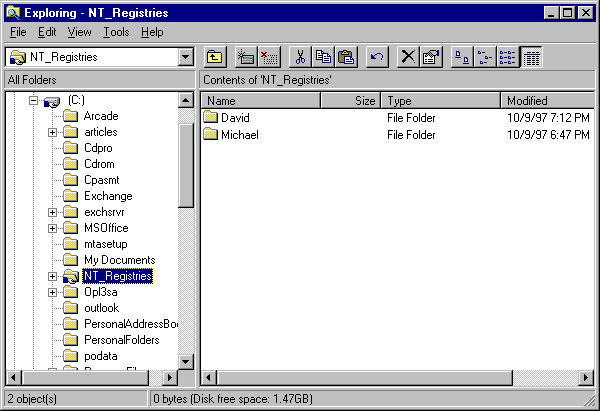 Exploring - NT_Registries
File Edit View Tools Help
NT_Registries
All Folders
Contents of 'NT_Registries'
(C:)
Arcade
articles
Cdpro
Cdrom
Cpasmt
Exchange
exchsrvr
MSOffice
mtasetup
My Documents
NT_Registries
Opl3sa
outlook
PersonalAddressBoo
PersonalFolders
podata
Name Size Type Modified
David File Folder 10/9/97 7:12 PM
Michael File Folder 10/9/97 6:47 PM
2 object(s)
0 bytes (Disk free space: 1.47GB)